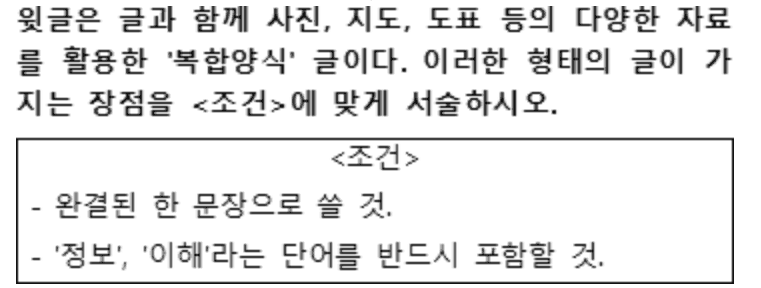 윗글은 글과 함께 사진, 지도, 도표 등의 다양한 자료
를 활용한 '복합양식' 글이다. 이러한 형태의 글이 가
지는 장점을 <조건>에 맞게 서술하시오.
<조건>
- 완결된 한 문장으로 쓸 것.
- '정보', '이해'라는 단어를 반드시 포함할 것.